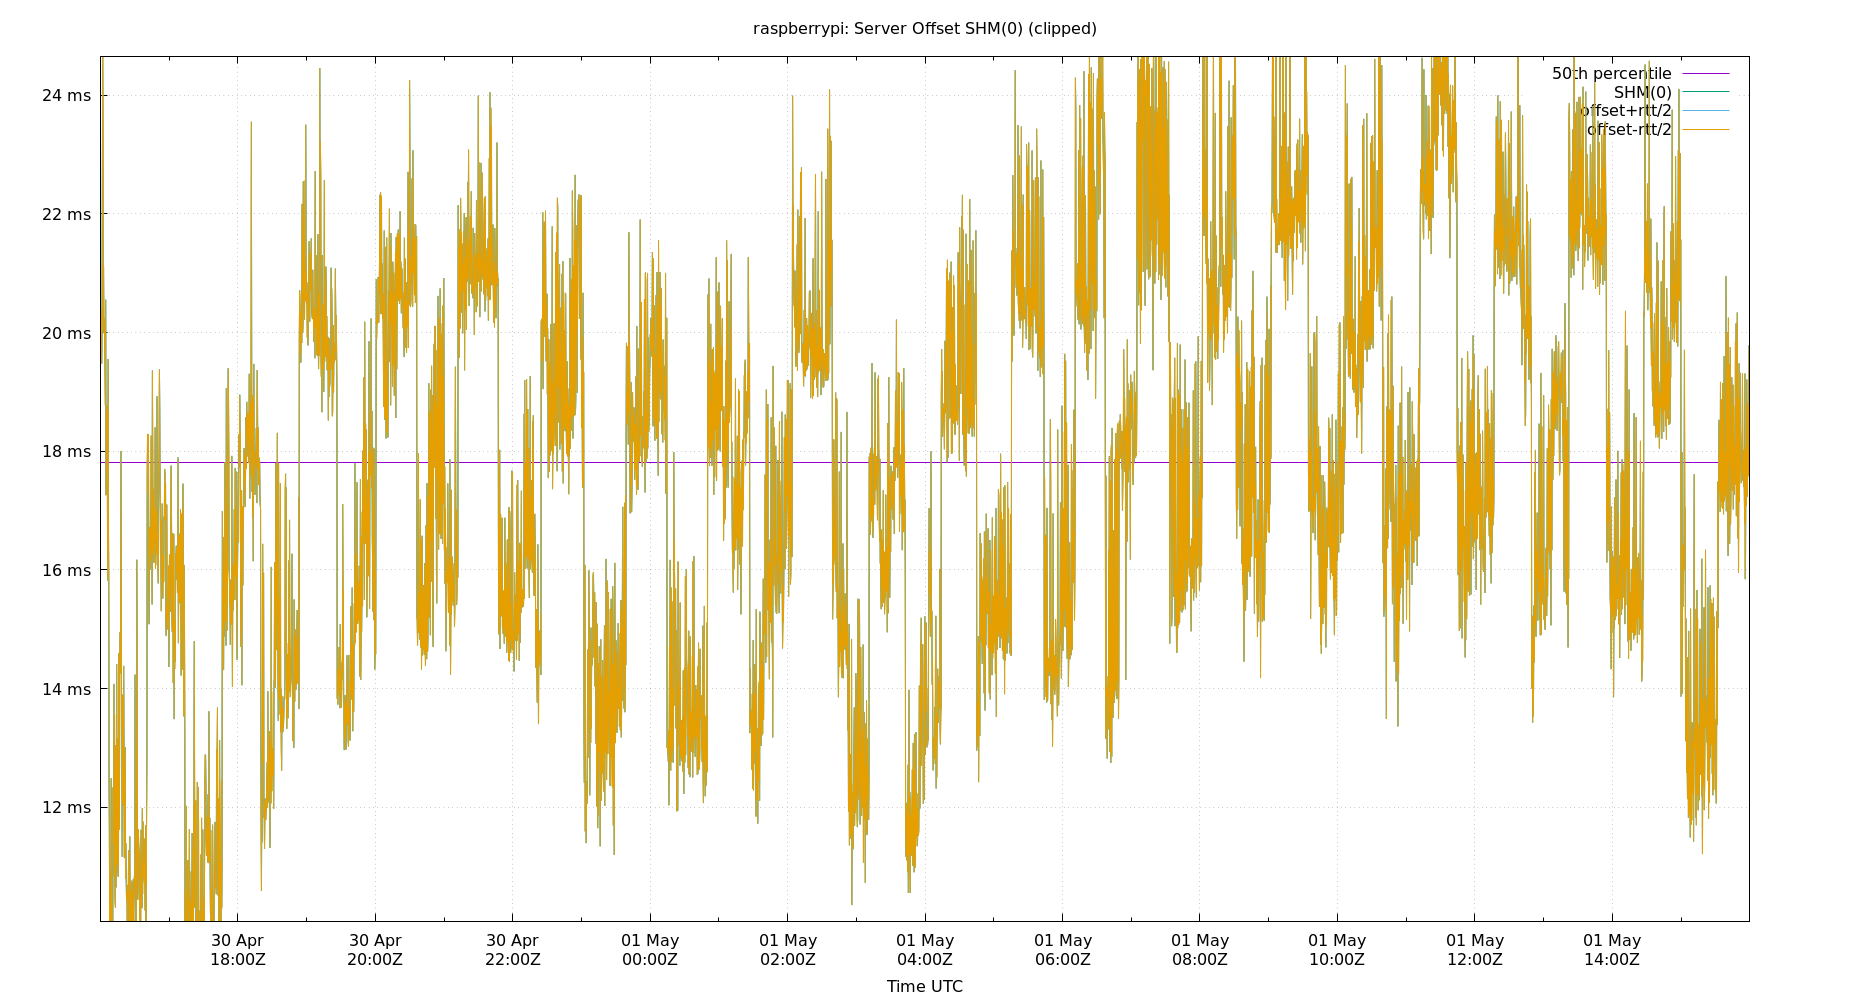 raspberrypi: Server Offset SHM(0) (clipped)
50th percentile
SHM(0)
offset+rtt/2
offset-rtt/2
24 ms
22 ms
20 ms
18 ms
16 ms
14 ms
12 ms
30 Apr 30 Apr 30 Apr 01 May 01 May 01 May 01 May 01 May 01 May 01 May 01 May
18:00Z 20:00Z 22:00Z 00:00Z 02:00Z 04:00Z 06:00Z 08:00Z 10:00Z 12:00Z 14:00Z
Time UTC